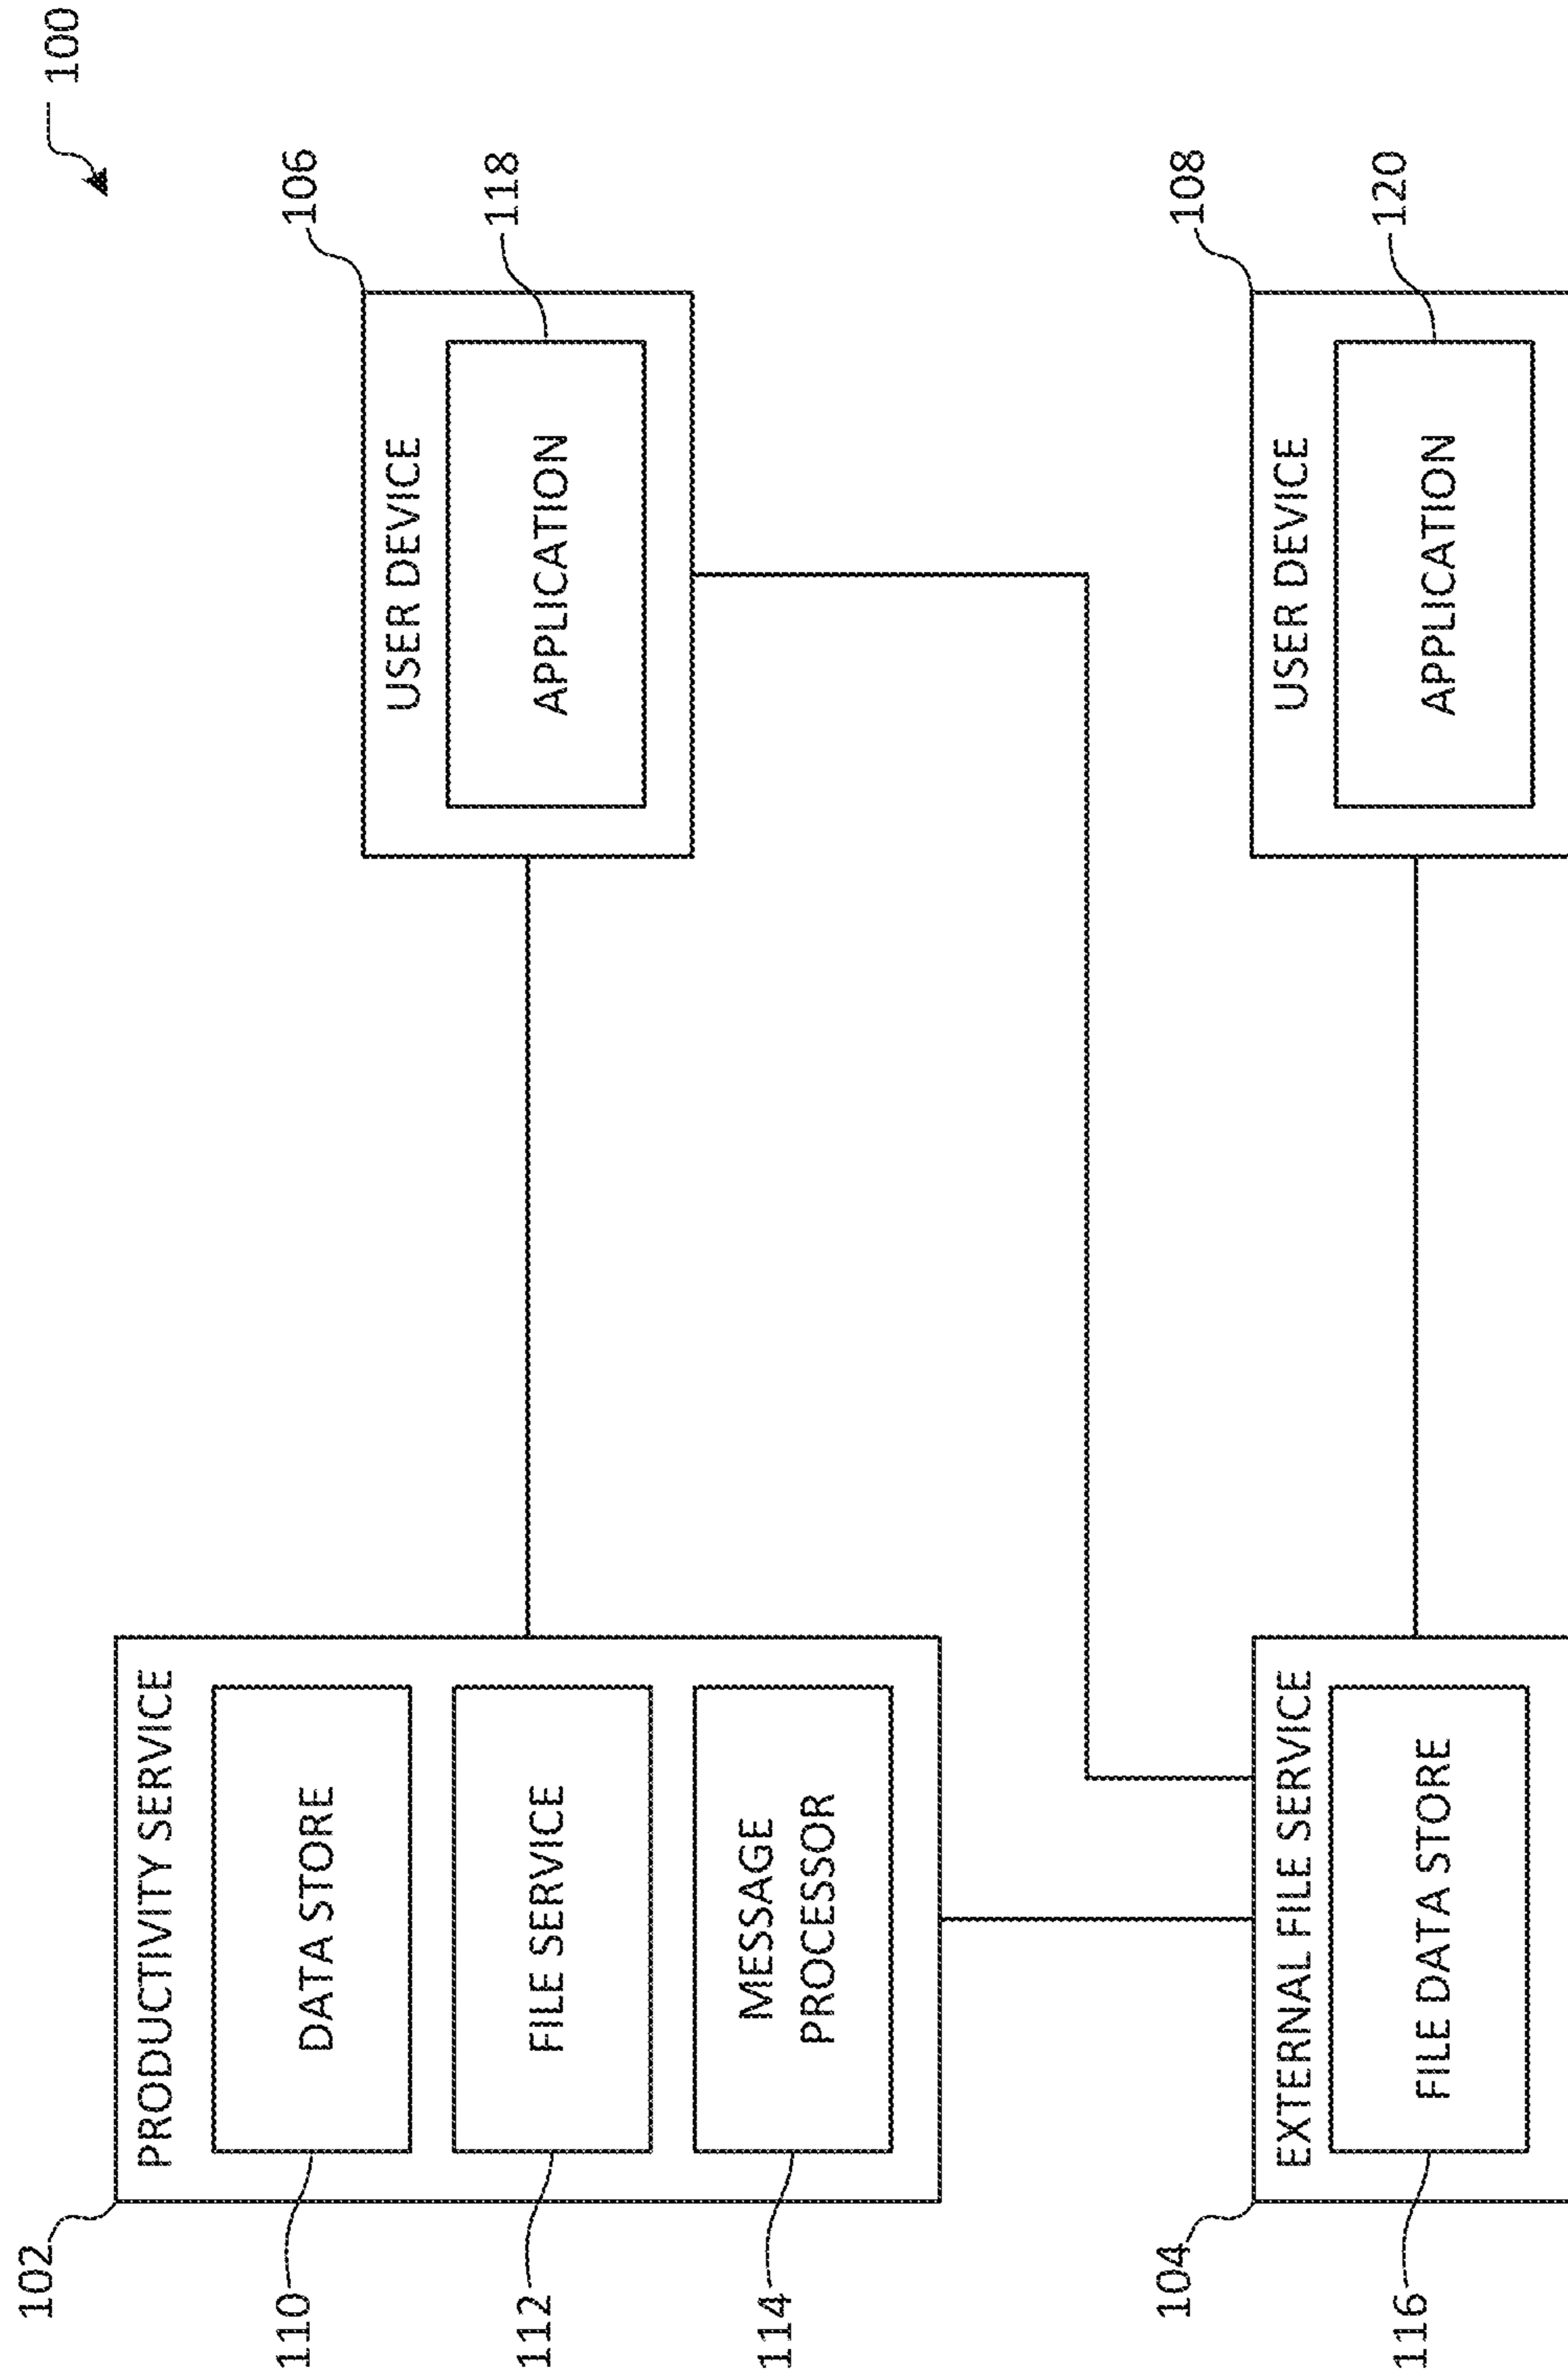 100
102
PRODUCTIVITY SERVICE
110
DATA STORE
112
FILE SERVICE
114
MESSAGE
PROCESSOR
106
USER DEVICE
118
APPLICATION
104
EXTERNAL FILE SERVICE
116
FILE DATA STORE
108
USER DEVICE
120
APPLICATION